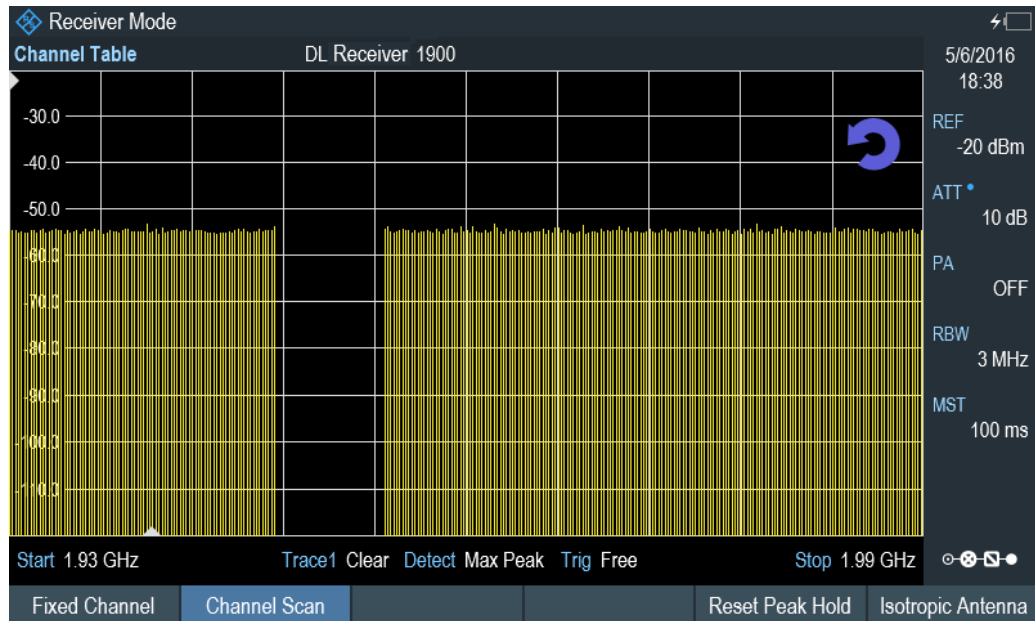 Receiver Mode
Channel Table DL Receiver 1900
5/6/2016
18:38
-30.0
-40.0
-50.0
-60.0
-70.0
-80.0
-90.0
-100.0
-110.0
REF
-20 dBm
ATT
10 dB
PA
OFF
RBW
3 MHz
MST
100 ms
Start 1.93 GHz Trace1 Clear Detect Max Peak Trig Free Stop 1.99 GHz
Fixed Channel Channel Scan Reset Peak Hold Isotropic Antenna